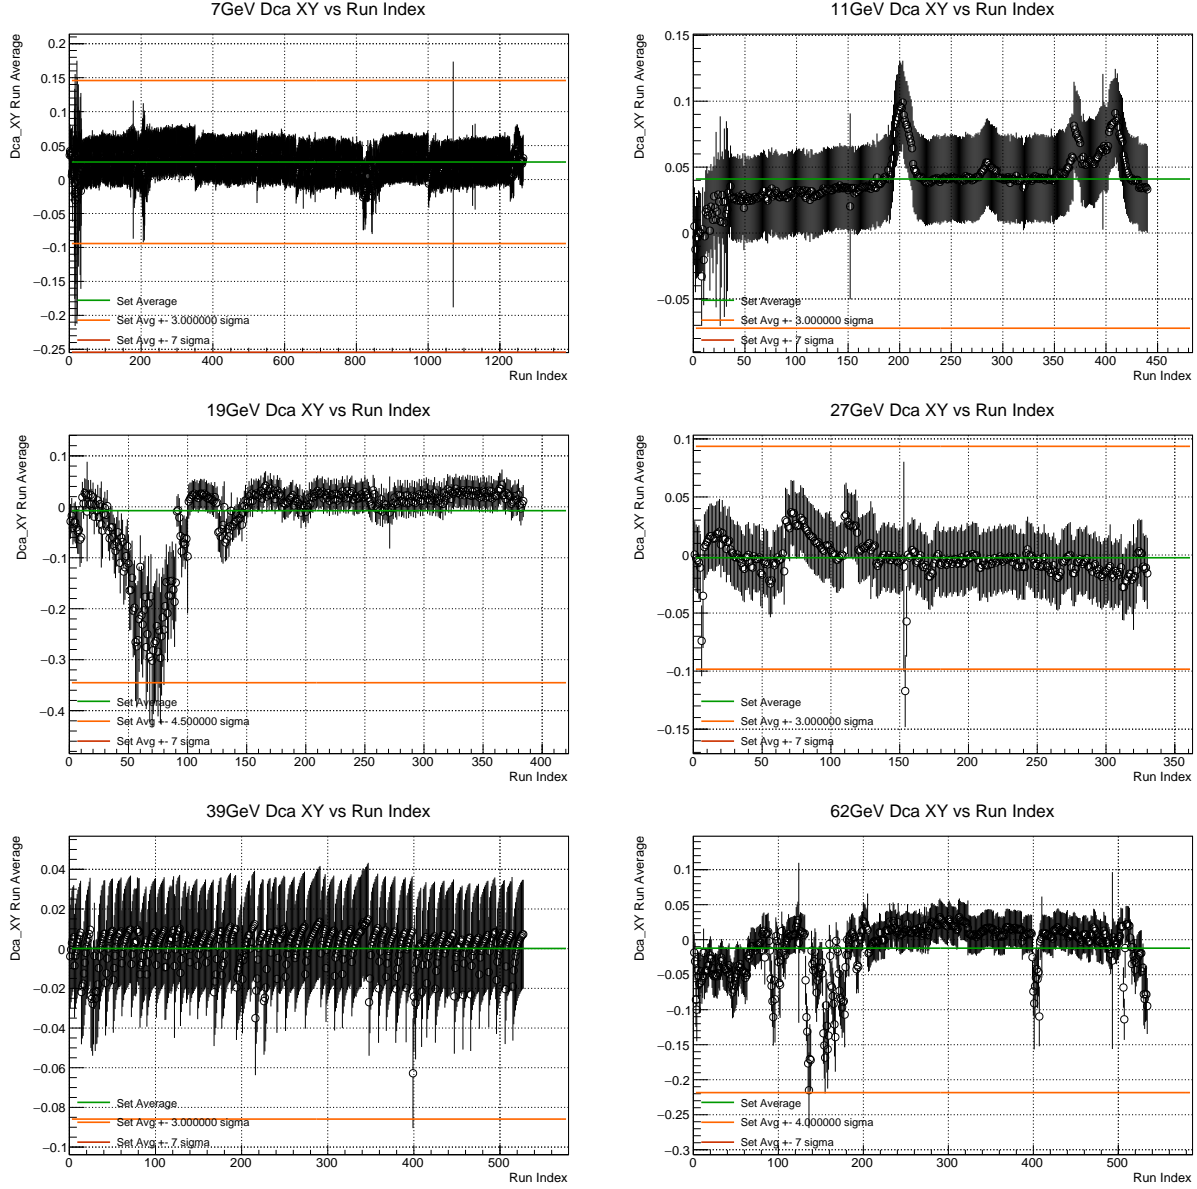 7GeV Dca XY vs Run Index
Dca_XY Run Average
0.2
0.15
0.1
0.05
0
−0.05
−0.1
−0.15
−0.2
−0.25
Set Average
Set Avg +- 3.000000 sigma
Set Avg +- 7 sigma
0 200 400 600 800 1000 1200
Run Index
11GeV Dca XY vs Run Index
Dca_XY Run Average
0.15
0.1
0.05
0
−0.05
Set Average
Set Avg +- 3.000000 sigma
Set Avg +- 7 sigma
0 50 100 150 200 250 300 350 400 450
Run Index
19GeV Dca XY vs Run Index
Dca_XY Run Average
0.1
0
−0.1
−0.2
−0.3
−0.4
Set Average
Set Avg +- 4.500000 sigma
Set Avg +- 7 sigma
0 50 100 150 200 250 300 350 400
Run Index
27GeV Dca XY vs Run Index
Dca_XY Run Average
0.1
0.05
0
−0.05
−0.1
−0.15
Set Average
Set Avg +- 3.000000 sigma
Set Avg +- 7 sigma
0 50 100 150 200 250 300 350
Run Index
39GeV Dca XY vs Run Index
Dca_XY Run Average
0.04
0.02
0
−0.02
−0.04
−0.06
−0.08
−0.1
Set Average
Set Avg +- 3.000000 sigma
Set Avg +- 7 sigma
0 100 200 300 400 500
Run Index
62GeV Dca XY vs Run Index
Dca_XY Run Average
0.1
0.05
0
−0.05
−0.1
−0.15
−0.2
−0.25
−0.3
Set Average
Set Avg +- 4.000000 sigma
Set Avg +- 7 sigma
0 100 200 300 400 500
Run Index